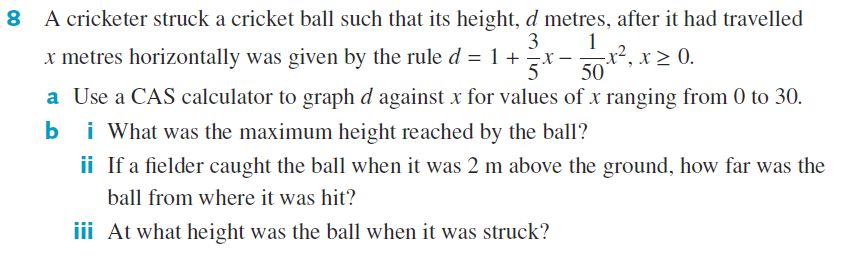 8 A cricketer struck a cricket ball such that its height, d metres, after it had travelled
x metres horizontally was given by the rule d = 1 + 3/5 x − 1/50 x², x ≥ 0.
a Use a CAS calculator to graph d against x for values of x ranging from 0 to 30.
b i What was the maximum height reached by the ball?
ii If a fielder caught the ball when it was 2 m above the ground, how far was the
ball from where it was hit?
iii At what height was the ball when it was struck?